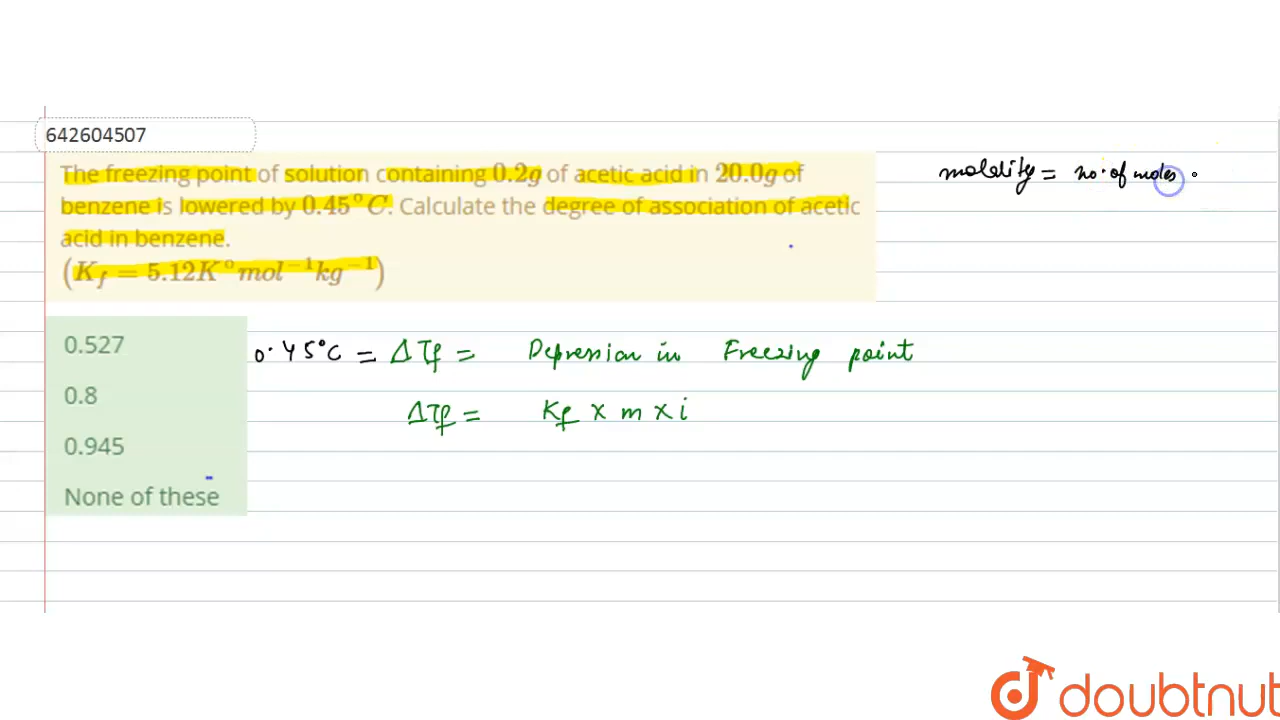 642604507
The freezing point of solution containing 0.2g of acetic acid in 20.0g of
benzene is lowered by 0.45°C. Calculate the degree of association of acetic
acid in benzene.
(K_f = 5.12K°mol⁻¹kg⁻¹)
molality = no. of moles
0.527
0.8
0.945
None of these
0.45°C = ΔTf = Depression in Freezing point
ΔTf = Kf × m × i
doubtnut